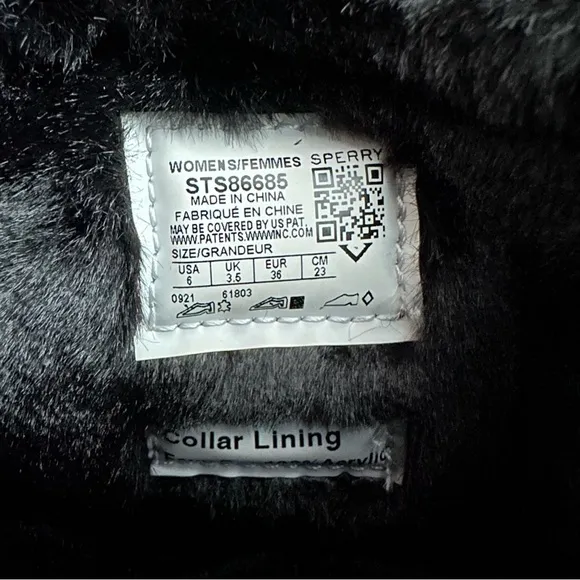 WOMENS/FEMMES SPERRY
STS86685
MADE IN CHINA
FABRIQUÉ EN CHINE
MAY BE COVERED BY US PAT.
WWW.PATENTS.WWWINC.COM
SIZE/GRANDEUR
USA UK EUR CM
6 3.5 36 23
0921 61803
Collar Lining